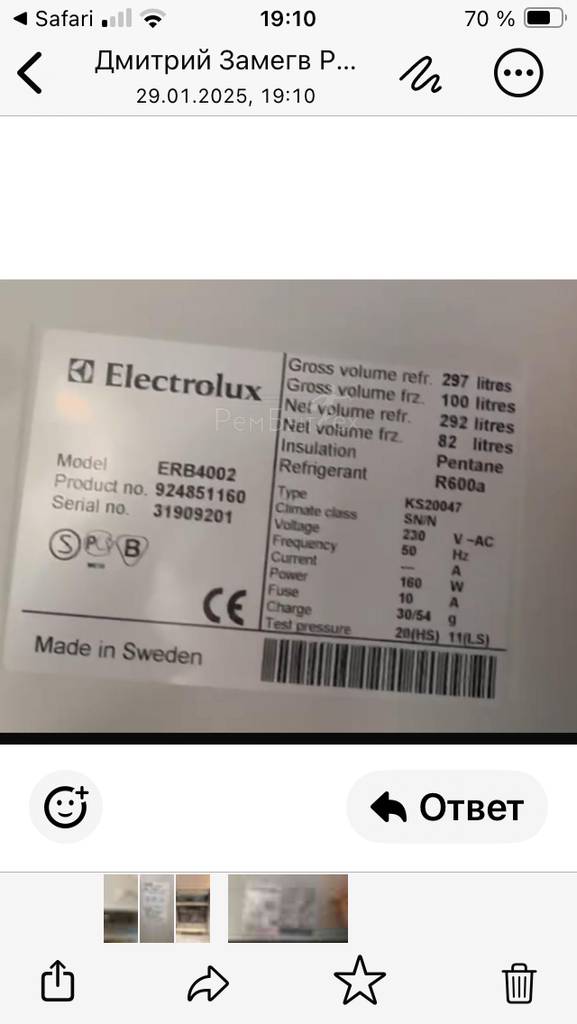 Safari
19:10
70 %
Дмитрий Замегв Р...
29.01.2025, 19:10
Electrolux
РемБытТех
Model ERB4002
Product no. 924851160
Serial no. 31909201
S
B
CE
Made in Sweden
Gross volume refr. 297 litres
Gross volume frz. 100 litres
Net volume refr. 292 litres
Net volume frz. 82 litres
Insulation Pentane
Refrigerant R600a
Type KS20047
Climate class SN/N
Voltage 230 V~AC
Frequency 50 Hz
Current --- A
Power 160 W
Fuse 10 A
Charge 30/54 g
Test pressure 20(HS) 11(LS)
Ответ